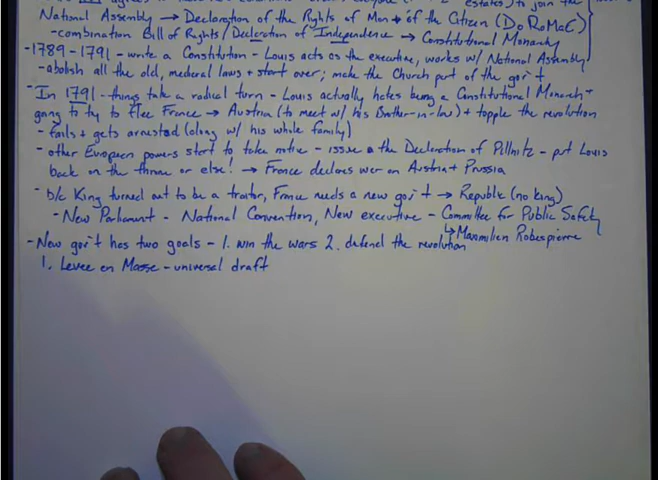 estates) to join the
National Assembly → Declaration of the Rights of Man + of the Citizen (DoRoMaC)
- combination Bill of Rights / Declaration of Independence → Constitutional Monarchy
- 1789-1791 - write a Constitution - Louis acts as the executive, works w/ National Assembly
- abolish all the old, medieval laws + start over; make the Church part of the gov't
- In 1791 - things take a radical turn - Louis actually hates being a Constitutional Monarch +
going to try to flee France → Austria (to meet w/ his Brother-in-law) + topple the revolution
- fails + gets arrested (along w/ his whole family)
- other European powers start to take notice - issue the Declaration of Pillnitz - put Louis
back on the throne or else! → France declares war on Austria + Prussia
- b/c King turned out to be a traitor, France needs a new gov't → Republic (no king)
- New Parliament - National Convention, New executive - Committee for Public Safety
↳ Maximilien Robespierre
- New gov't has two goals - 1. win the wars 2. defend the revolution
1. Levee en Masse - universal draft